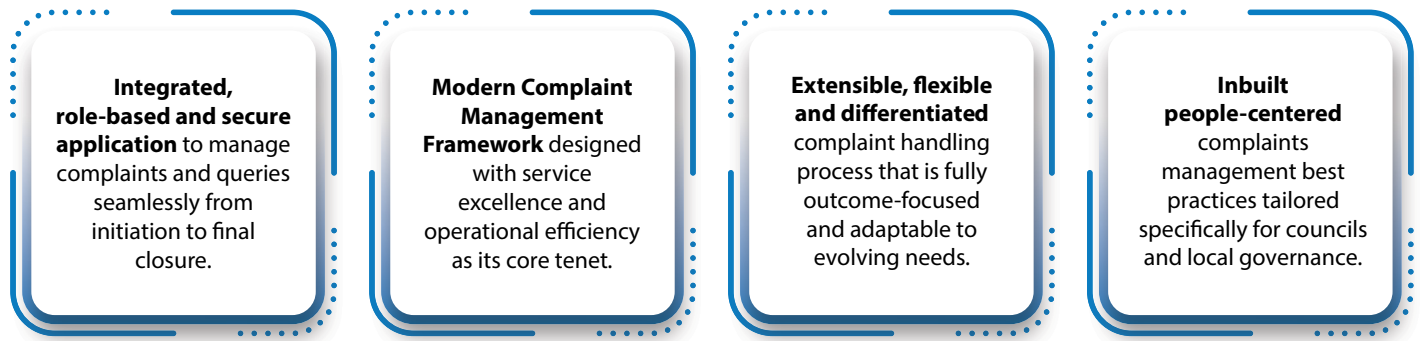 Integrated,
role-based and secure
application to manage
complaints and queries
seamlessly from
initiation to final
closure.
Modern Complaint
Management
Framework designed
with service
excellence and
operational efficiency
as its core tenet.
Extensible, flexible
and differentiated
complaint handling
process that is fully
outcome-focused
and adaptable to
evolving needs.
Inbuilt
people-centered
complaints
management best
practices tailored
specifically for councils
and local governance.